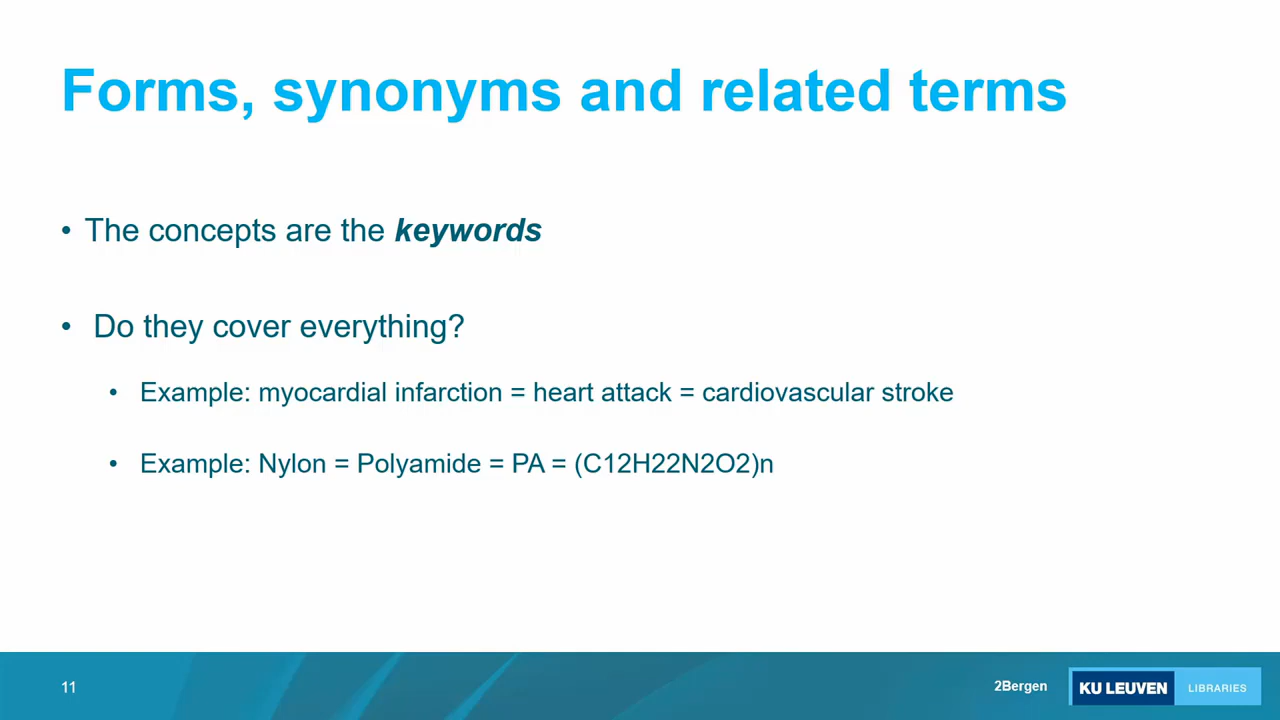 Forms, synonyms and related terms
• The concepts are the keywords
• Do they cover everything?
• Example: myocardial infarction = heart attack = cardiovascular stroke
• Example: Nylon = Polyamide = PA = (C12H22N2O2)n
11
2Bergen
KU LEUVEN LIBRARIES